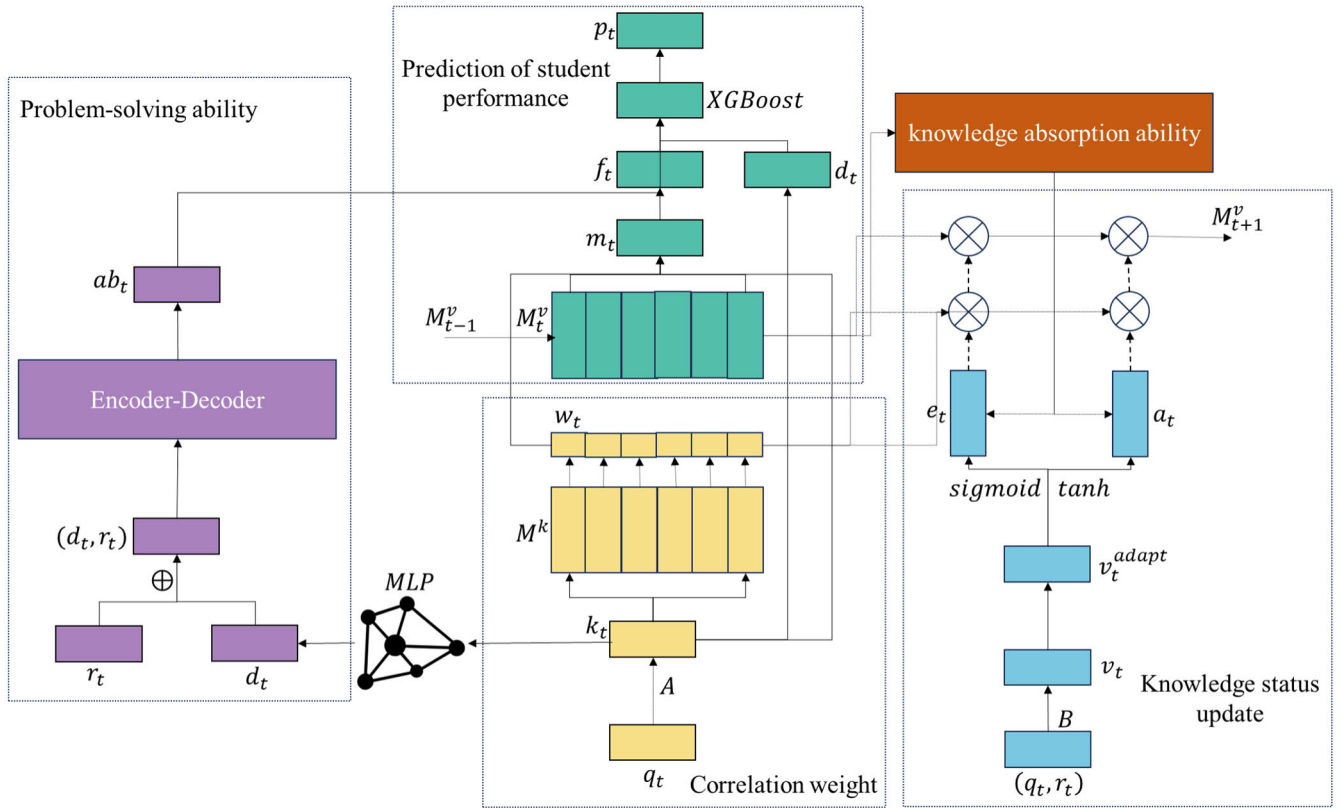 Problem-solving ability
ab_t
Encoder-Decoder
(d_t, r_t)
⊕
r_t
d_t
MLP
p_t
Prediction of student
performance
XGBoost
f_t
d_t
m_t
M^v_{t-1}
M^v_t
w_t
M^k
k_t
A
q_t
Correlation weight
knowledge absorption ability
M^v_{t+1}
e_t
a_t
sigmoid
tanh
v_t^{adapt}
v_t
B
(q_t, r_t)
Knowledge status
update